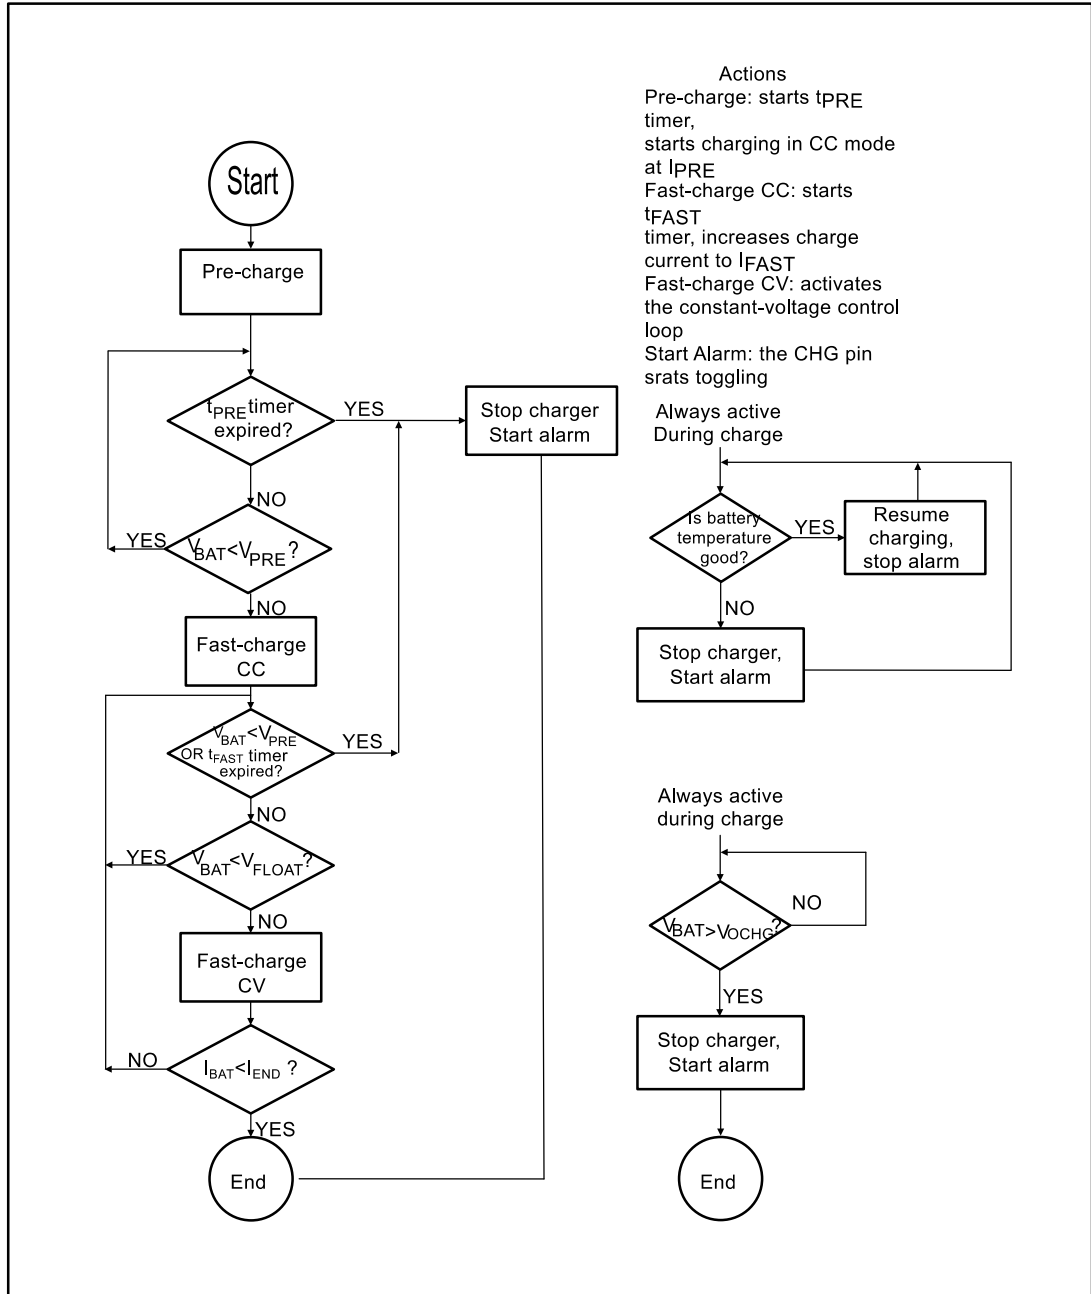 Start
Pre-charge
tPRE timer
expired?
YES
NO
Stop charger
Start alarm
VBAT<VPRE ?
YES
NO
Fast-charge
CC
VBAT<VPRE
OR tFAST timer
expired?
YES
NO
VBAT<VFLOAT?
YES
NO
Fast-charge
CV
IBAT<IEND ?
NO
YES
End
Actions
Pre-charge: starts tPRE
timer,
starts charging in CC mode
at IPRE
Fast-charge CC: starts
tFAST
timer, increases charge
current to IFAST
Fast-charge CV: activates
the constant-voltage control
loop
Start Alarm: the CHG pin
srats toggling
Always active
During charge
Is battery
temperature
good?
YES
Resume
charging,
stop alarm
NO
Stop charger,
Start alarm
Always active
during charge
VBAT>VOCHG?
NO
YES
Stop charger,
Start alarm
End